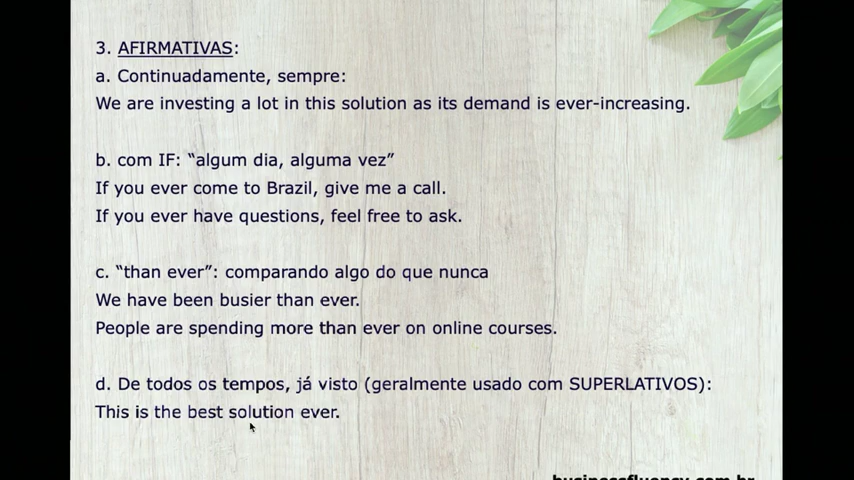 3. AFIRMATIVAS:
a. Continuadamente, sempre:
We are investing a lot in this solution as its demand is ever-increasing.
b. com IF: “algum dia, alguma vez”
If you ever come to Brazil, give me a call.
If you ever have questions, feel free to ask.
c. “than ever”: comparando algo do que nunca
We have been busier than ever.
People are spending more than ever on online courses.
d. De todos os tempos, já visto (geralmente usado com SUPERLATIVOS):
This is the best solution ever.
businessfluency.com.br